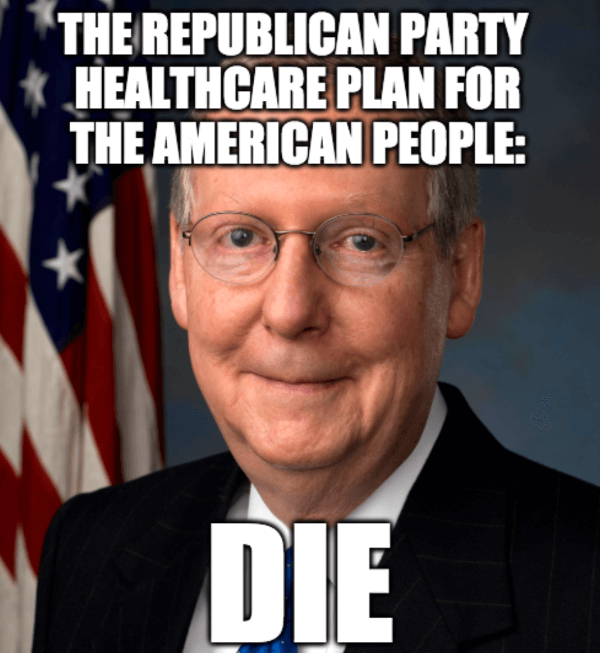 THE REPUBLICAN PARTY
HEALTHCARE PLAN FOR
THE AMERICAN PEOPLE:
DIE